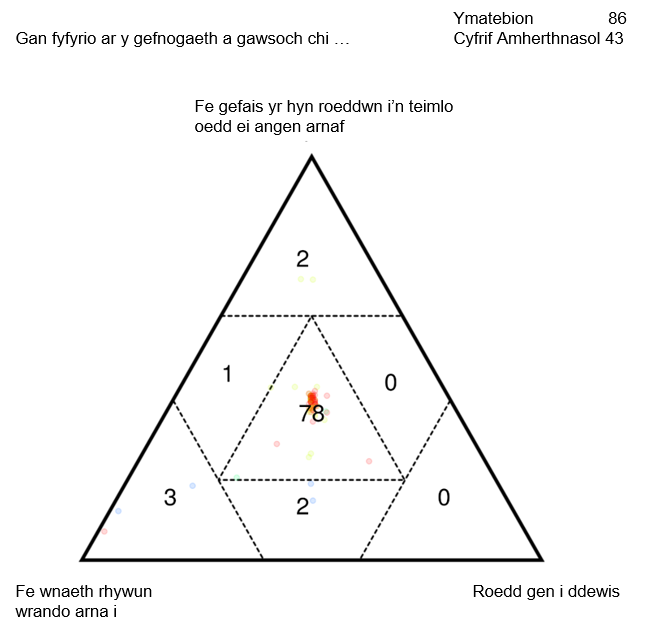 Ymatebion 86
Gan fyfyrio ar y gefnogaeth a gawsoch chi …
Cyfrif Amherthnasol 43
Fe gefais yr hyn roeddwn i’n teimlo
oedd ei angen arnaf
2
1
0
78
3
2
0
Fe wnaeth rhywun
wrando arna i
Roedd gen i ddewis